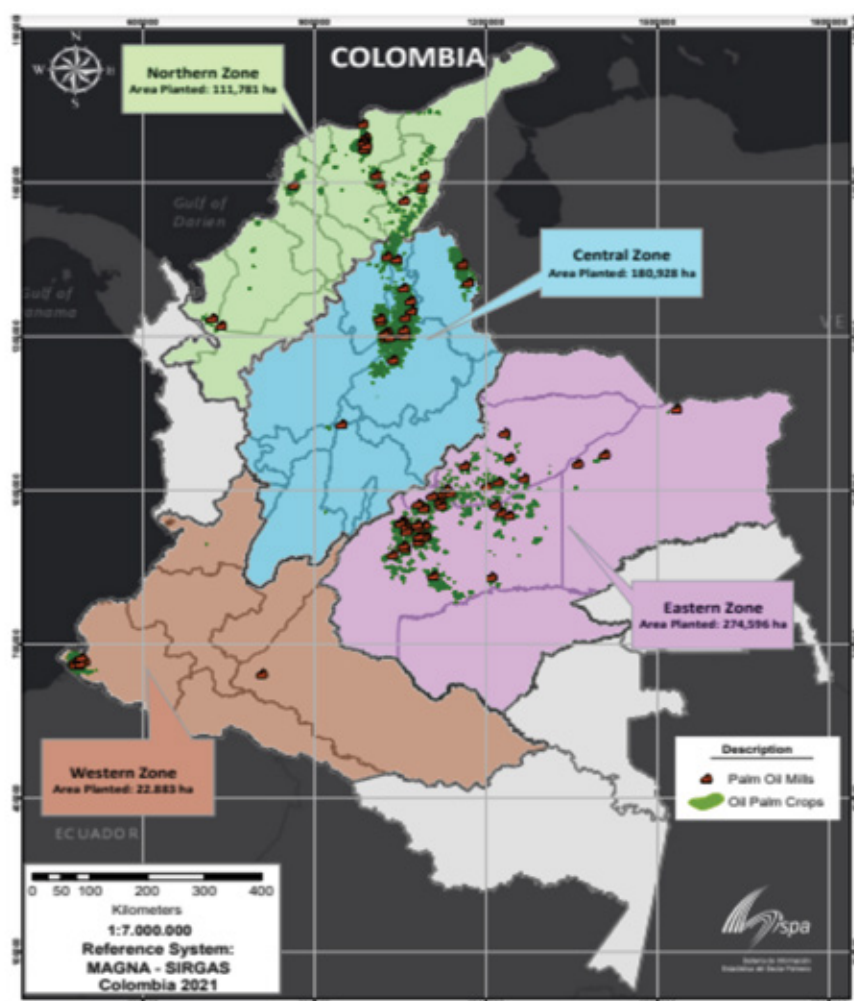 COLOMBIA
N
W
S
Northern Zone
Area Planted: 111,781 ha
Gulf of
Darien
Central Zone
Area Planted: 180,928 ha
Gulf of
VE
Eastern Zone
Area Planted: 274,596 ha
Western Zone
Area Planted: 22.883 ha
ECUADOR
Description
Palm Oil Mills
Oil Palm Crops
0 50 100 200 300 400
Kilometers
1:7.000.000
Reference System:
MAGNA - SIRGAS
Colombia 2021
ispa